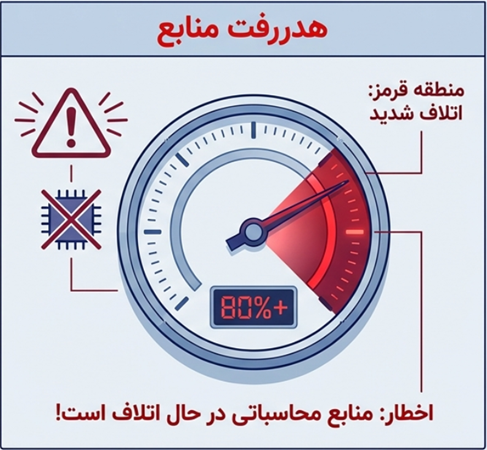 هدررفت منابع
منطقه قرمز:
اتلاف شدید
80%+
اخطار: منابع محاسباتی در حال اتلاف است!